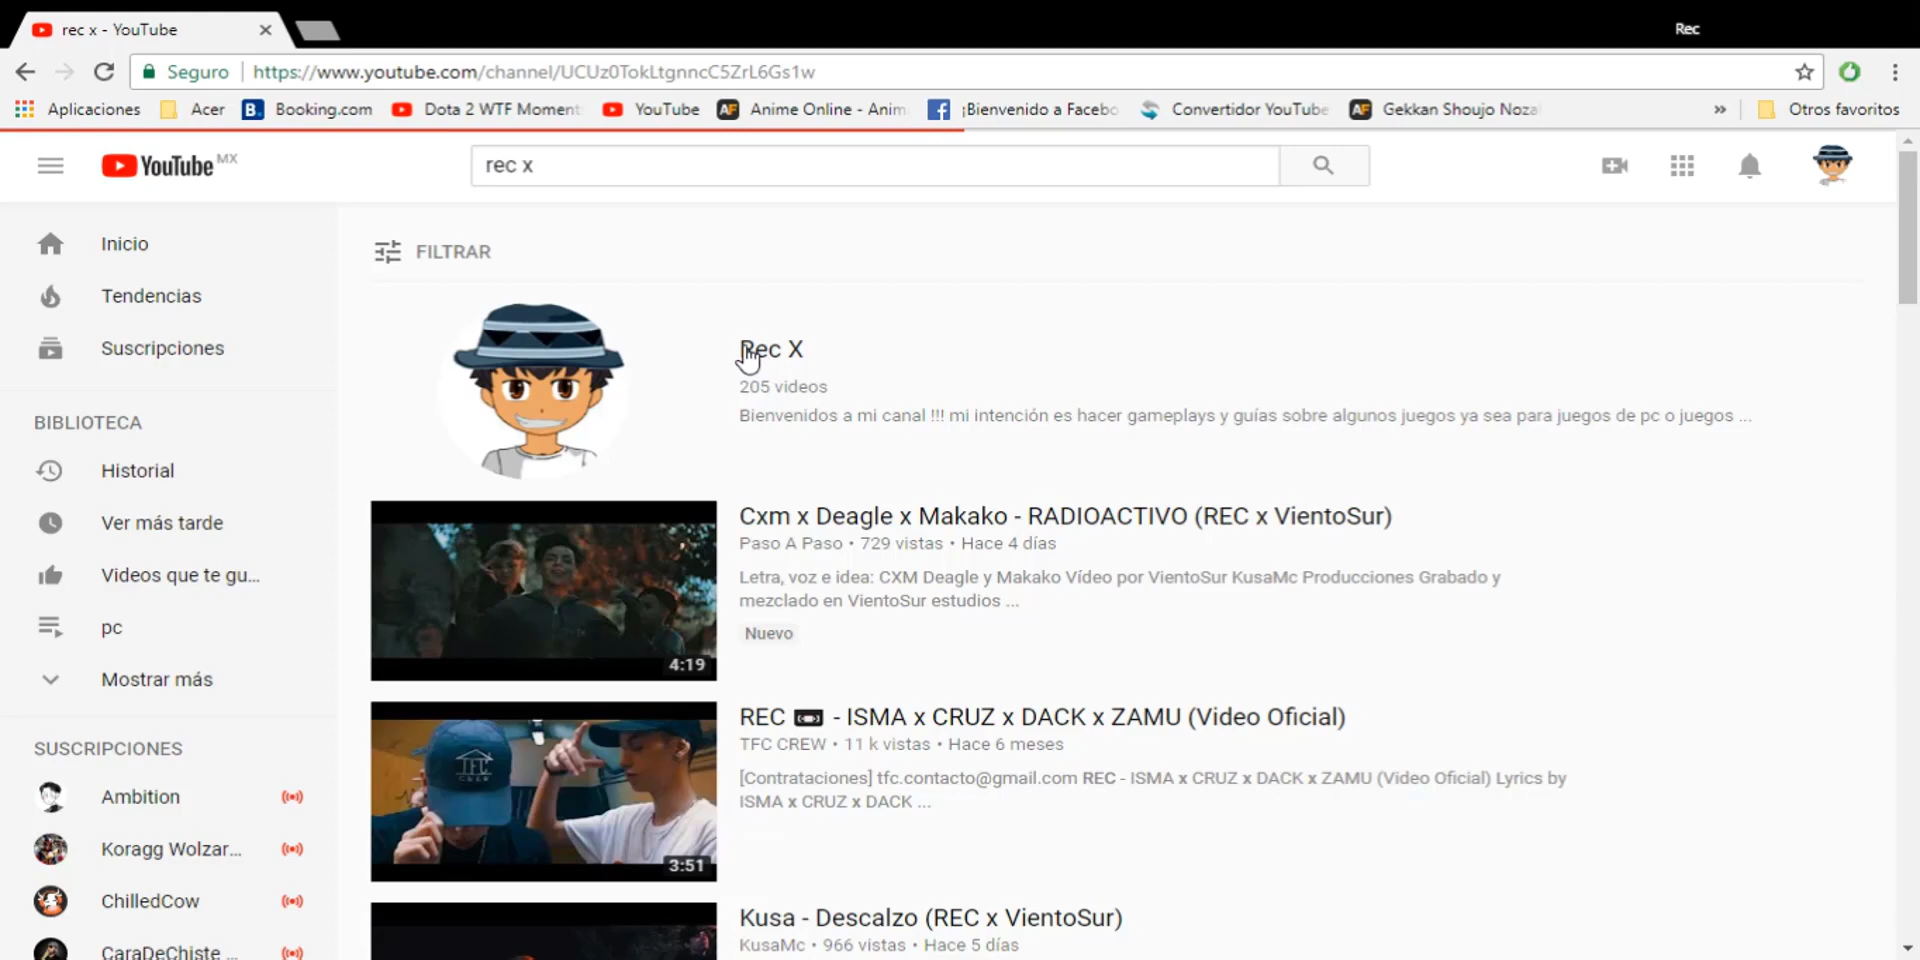 rec x - YouTube
Rec
Seguro
https://www.youtube.com/channel/UCUz0TokLtgnncC5ZrL6Gs1w
Aplicaciones
Acer
B.
Booking.com
Dota 2 WTF Moment
YouTube
AF
Anime Online - Anim
¡Bienvenido a Facebo
Convertidor YouTube
AF
Gekkan Shoujo Noza
»
Otros favoritos
YouTube MX
rec x
Inicio
Tendencias
Suscripciones
BIBLIOTECA
Historial
Ver más tarde
Videos que te gu...
pc
Mostrar más
SUSCRIPCIONES
Ambition
Koragg Wolzar...
ChilledCow
CaraDeChiste ...
FILTRAR
Rec X
205 videos
Bienvenidos a mi canal !!! mi intención es hacer gameplays y guías sobre algunos juegos ya sea para juegos de pc o juegos ...
4:19
Cxm x Deagle x Makako - RADIOACTIVO (REC x VientoSur)
Paso A Paso • 729 vistas • Hace 4 días
Letra, voz e idea: CXM Deagle y Makako Vídeo por VientoSur KusaMc Producciones Grabado y
mezclado en VientoSur estudios ...
Nuevo
TFC
CREW
3:51
REC 📼 - ISMA x CRUZ x DACK x ZAMU (Video Oficial)
TFC CREW • 11 k vistas • Hace 6 meses
[Contrataciones] tfc.contacto@gmail.com REC - ISMA x CRUZ x DACK x ZAMU (Video Oficial) Lyrics by
ISMA x CRUZ x DACK ...
Kusa - Descalzo (REC x VientoSur)
KusaMc • 966 vistas • Hace 5 días